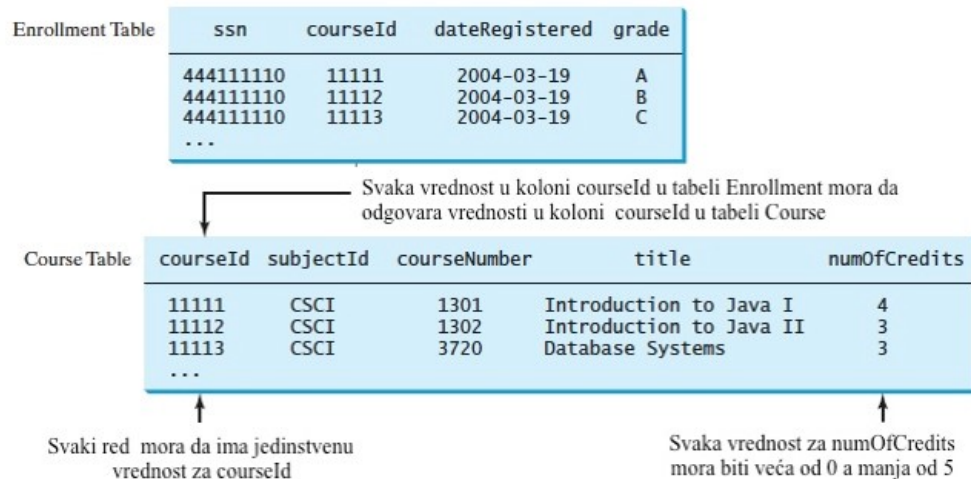 Enrollment Table
ssn courseId dateRegistered grade
444111110 11111 2004-03-19 A
444111110 11112 2004-03-19 B
444111110 11113 2004-03-19 C
...
Svaka vrednost u koloni courseId u tabeli Enrollment mora da
odgovara vrednosti u koloni courseId u tabeli Course
Course Table
courseId subjectId courseNumber title numOfCredits
11111 CSCI 1301 Introduction to Java I 4
11112 CSCI 1302 Introduction to Java II 3
11113 CSCI 3720 Database Systems 3
...
Svaki red mora da ima jedinstvenu
vrednost za courseId
Svaka vrednost za numOfCredits
mora biti veća od 0 a manja od 5